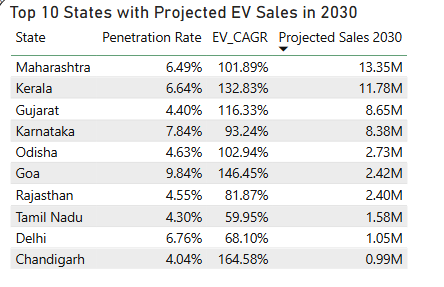 Top 10 States with Projected EV Sales in 2030
State Penetration Rate EV_CAGR Projected Sales 2030
Maharashtra 6.49% 101.89% 13.35M
Kerala 6.64% 132.83% 11.78M
Gujarat 4.40% 116.33% 8.65M
Karnataka 7.84% 93.24% 8.38M
Odisha 4.63% 102.94% 2.73M
Goa 9.84% 146.45% 2.42M
Rajasthan 4.55% 81.87% 2.40M
Tamil Nadu 4.30% 59.95% 1.58M
Delhi 6.76% 68.10% 1.05M
Chandigarh 4.04% 164.58% 0.99M